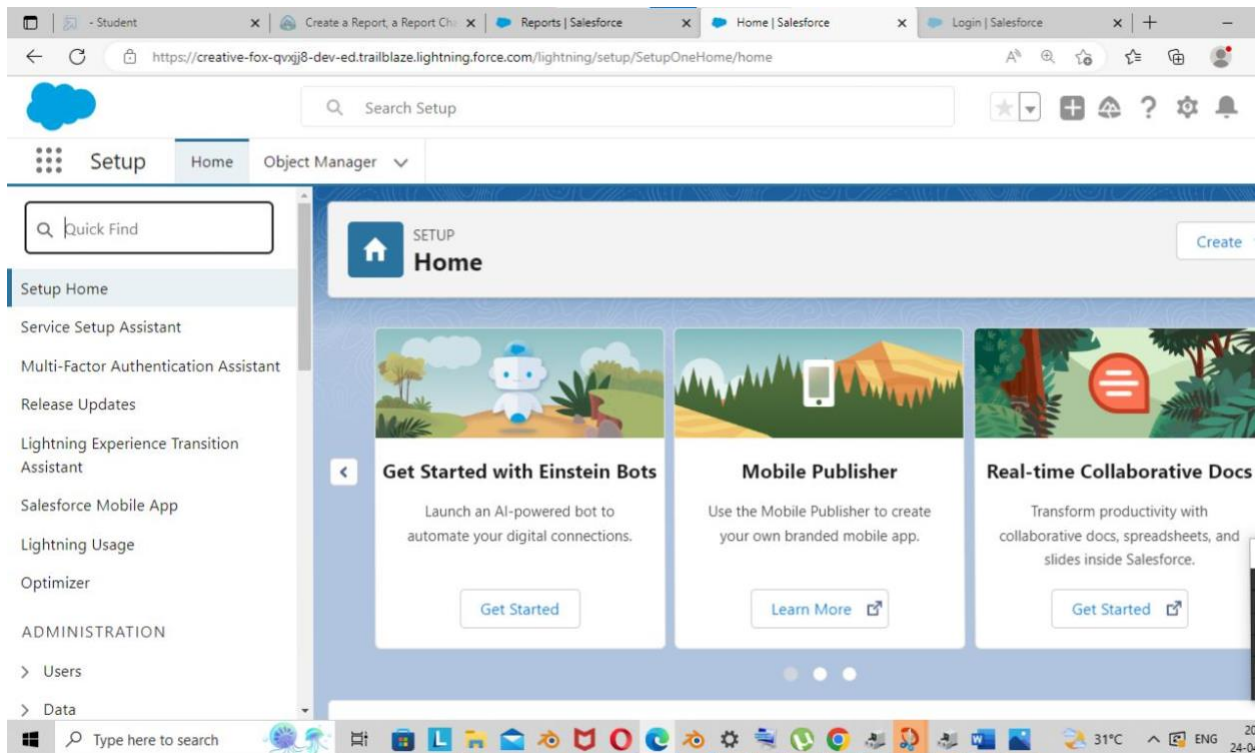 - Student
Create a Report, a Report Ch
Reports | Salesforce
Home | Salesforce
Login | Salesforce
https://creative-fox-qvxjj8-dev-ed.trailblaze.lightning.force.com/lightning/setup/SetupOneHome/home
Search Setup
Setup
Home
Object Manager
Quick Find
SETUP
Home
Create
Setup Home
Service Setup Assistant
Multi-Factor Authentication Assistant
Release Updates
Lightning Experience Transition
Assistant
Salesforce Mobile App
Lightning Usage
Optimizer
ADMINISTRATION
Users
Data
Get Started with Einstein Bots
Launch an AI-powered bot to
automate your digital connections.
Get Started
Mobile Publisher
Use the Mobile Publisher to create
your own branded mobile app.
Learn More
Real-time Collaborative Docs
Transform productivity with
collaborative docs, spreadsheets, and
slides inside Salesforce.
Get Started
Type here to search
31°C
ENG